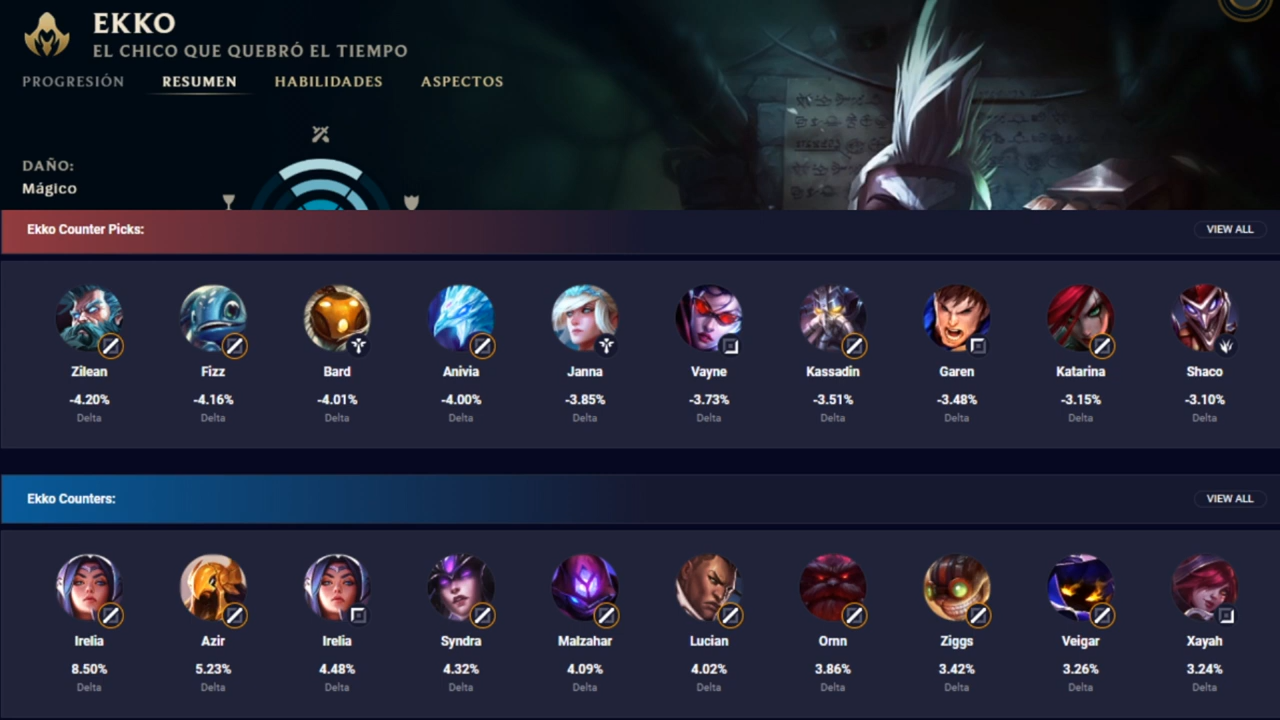 EKKO
EL CHICO QUE QUEBRÓ EL TIEMPO
PROGRESIÓN RESUMEN HABILIDADES ASPECTOS
DAÑO:
Mágico
Ekko Counter Picks: VIEW ALL
Zilean Fizz Bard Anivia Janna Vayne Kassadin Garen Katarina Shaco
-4.20% -4.16% -4.01% -4.00% -3.85% -3.73% -3.51% -3.48% -3.15% -3.10%
Delta Delta Delta Delta Delta Delta Delta Delta Delta Delta
Ekko Counters: VIEW ALL
Irelia Azir Irelia Syndra Malzahar Lucian Ornn Ziggs Veigar Xayah
8.50% 5.23% 4.48% 4.32% 4.09% 4.02% 3.86% 3.42% 3.26% 3.24%
Delta Delta Delta Delta Delta Delta Delta Delta Delta Delta